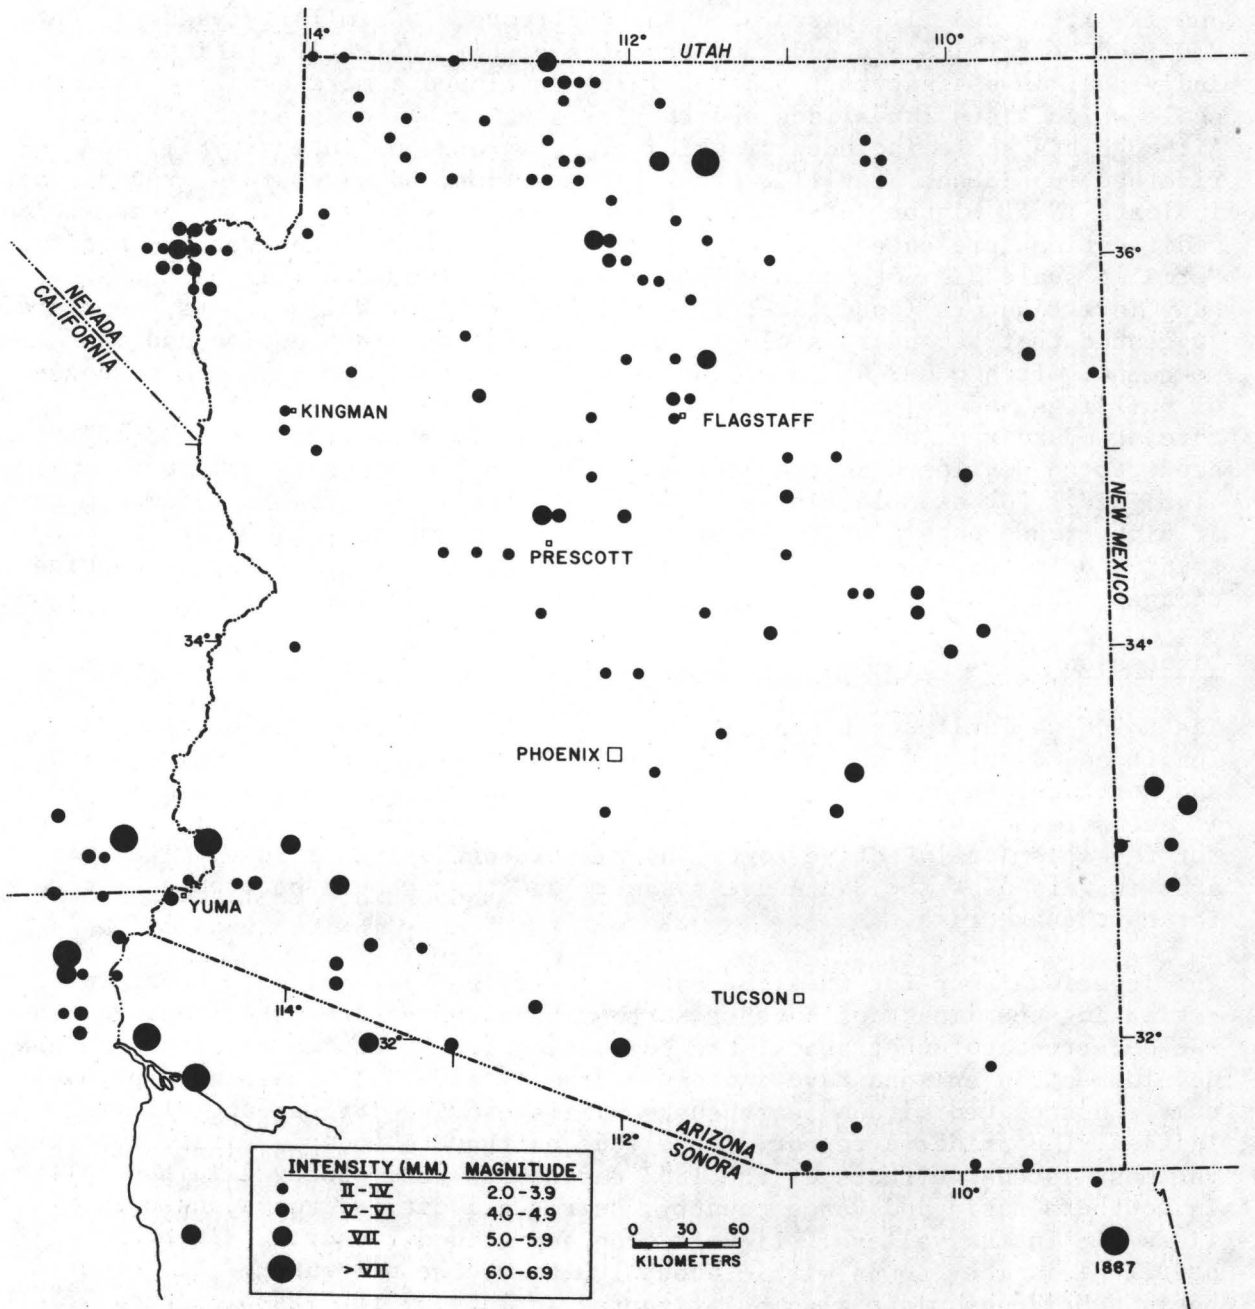 114°
112°
UTAH
110°
36°
NEVADA
CALIFORNIA
KINGMAN
FLAGSTAFF
NEW MEXICO
PRESCOTT
34°
34°
PHOENIX
YUMA
TUCSON
114°
32°
32°
112°
ARIZONA
SONORA
110°
INTENSITY (M.M.) MAGNITUDE
II - IV 2.0 - 3.9
V - VI 4.0 - 4.9
VII 5.0 - 5.9
> VII 6.0 - 6.9
0 30 60
KILOMETERS
1887